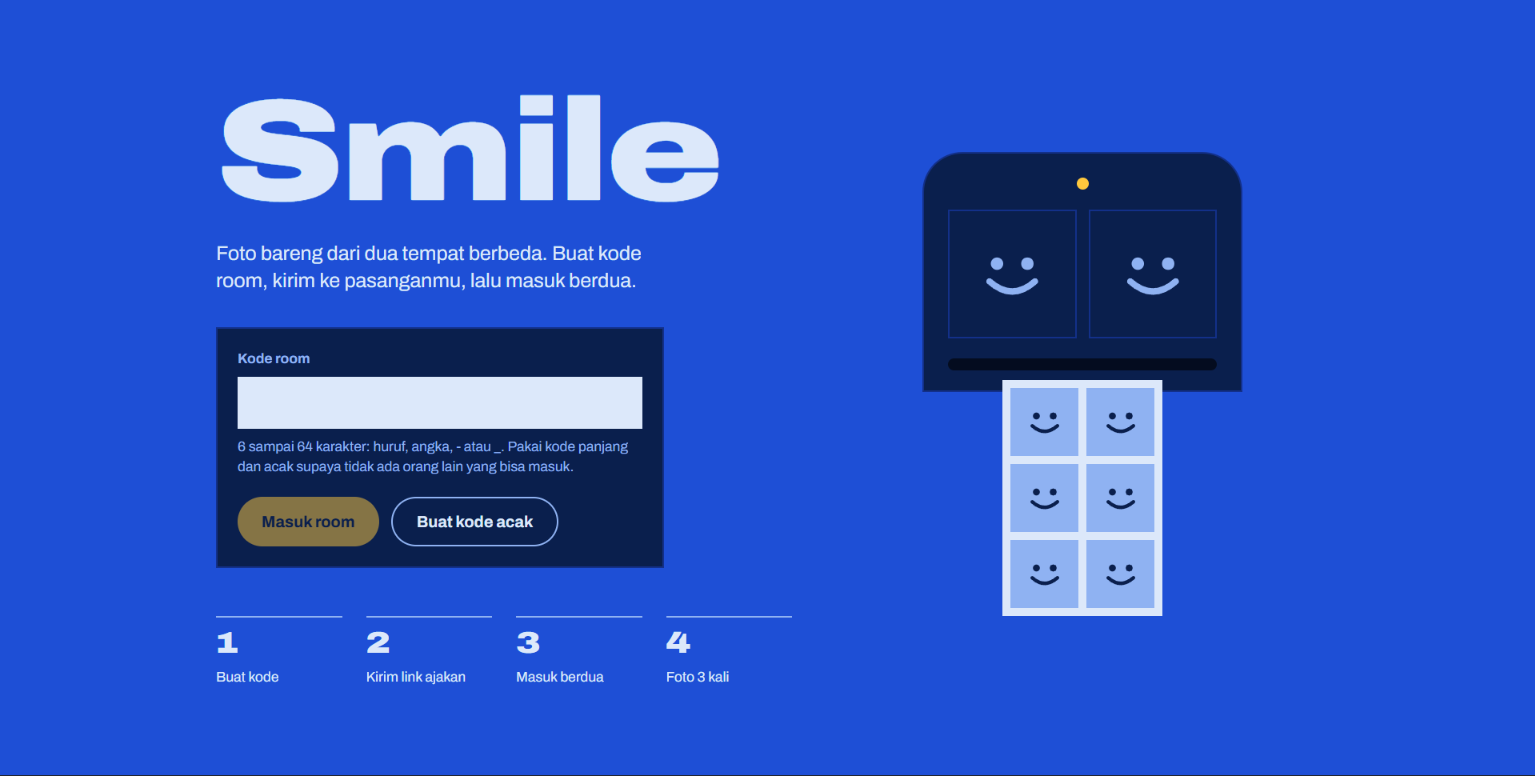 Smile
Foto bareng dari dua tempat berbeda. Buat kode
room, kirim ke pasanganmu, lalu masuk berdua.
Kode room
6 sampai 64 karakter: huruf, angka, - atau _. Pakai kode panjang
dan acak supaya tidak ada orang lain yang bisa masuk.
Masuk room
Buat kode acak
1
Buat kode
2
Kirim link ajakan
3
Masuk berdua
4
Foto 3 kali